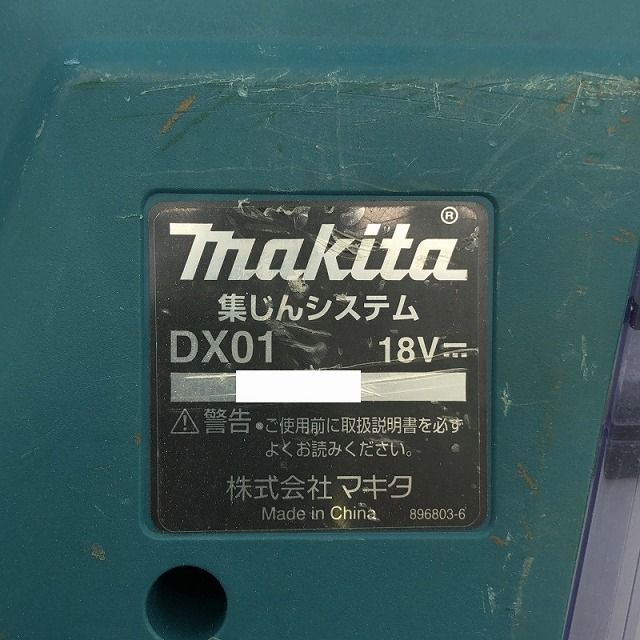 makita®
集じんシステム
DX01 18V⎓
⚠警告 •ご使用前に取扱説明書を必ず
よくお読みください。
株式会社 マキタ
Made in China 896803-6